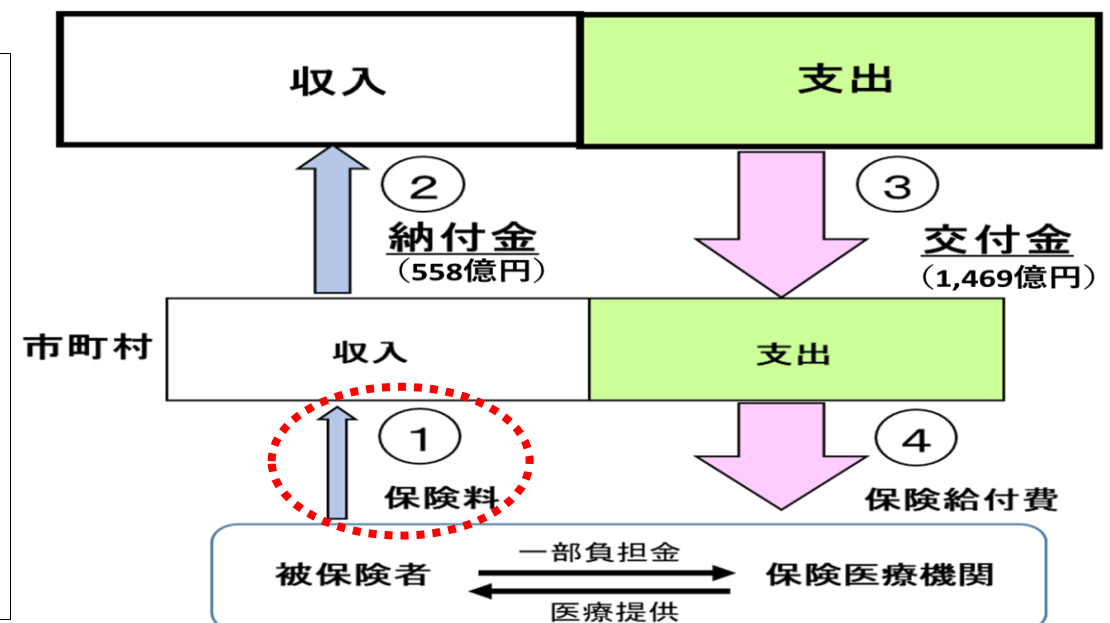 収入
支出
②
納付金
（558億円）
③
交付金
（1,469億円）
市町村
収入
支出
①
保険料
④
保険給付費
被保険者
一部負担金
医療提供
保険医療機関